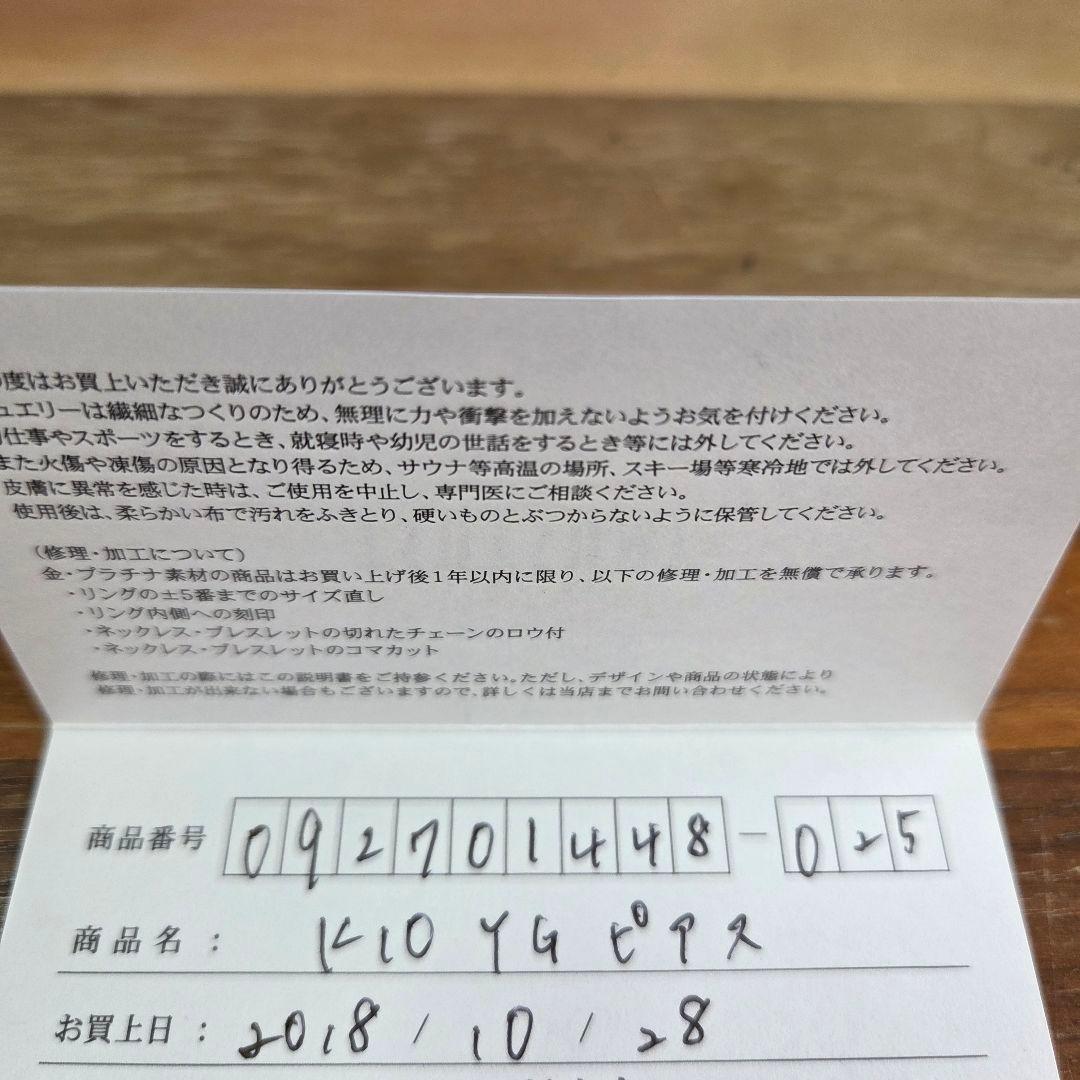 度はお買上いただき誠にありがとうございます。
ュエリーは繊細なつくりのため、無理に力や衝撃を加えないようお気を付けください。
仕事やスポーツをするとき、就寝時や幼児の世話をするとき等には外してください。
また火傷や凍傷の原因となり得るため、サウナ等高温の場所、スキー場等寒冷地では外してください。
皮膚に異常を感じた時は、ご使用を中止し、専門医にご相談ください。
使用後は、柔らかい布で汚れをふきとり、硬いものとぶつからないように保管してください。
（修理・加工について）
金・プラチナ素材の商品はお買い上げ後1年以内に限り、以下の修理・加工を無償で承ります。
・リングの±5番までのサイズ直し
・リング内側への刻印
・ネックレス・ブレスレットの切れたチェーンのロウ付
・ネックレス・ブレスレットのコマカット
修理・加工の際にはこの説明書をご持参ください。ただし、デザインや商品の状態により
修理・加工が出来ない場合もございますので、詳しくは当店までお問い合わせください。
商品番号 092701448-025
商品名： K10 YG ピアス
お買上日： 2018 / 10 / 28